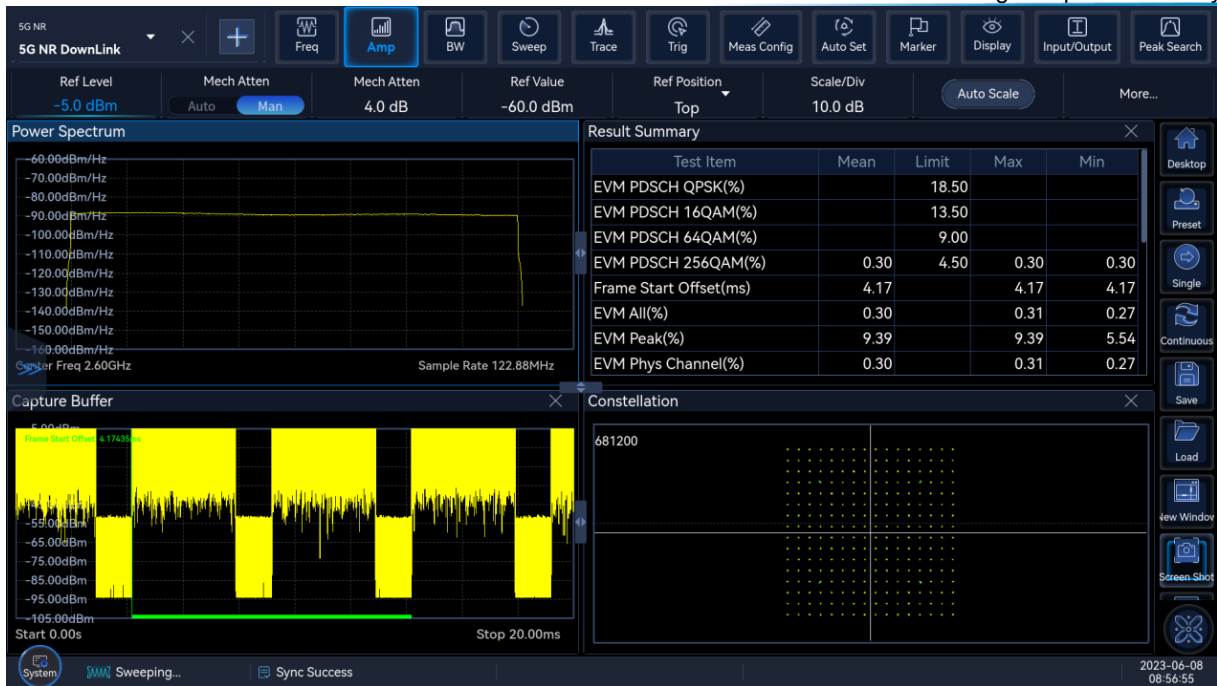 5G NR
5G NR DownLink
Freq
Amp
BW
Sweep
Trace
Trig
Meas Config
Auto Set
Marker
Display
Input/Output
Peak Search
Ref Level
-5.0 dBm
Mech Atten
Auto Man
Mech Atten
4.0 dB
Ref Value
-60.0 dBm
Ref Position
Top
Scale/Div
10.0 dB
Auto Scale
More...
Power Spectrum
-60.00dBm/Hz
-70.00dBm/Hz
-80.00dBm/Hz
-90.00dBm/Hz
-100.00dBm/Hz
-110.00dBm/Hz
-120.00dBm/Hz
-130.00dBm/Hz
-140.00dBm/Hz
-150.00dBm/Hz
-160.00dBm/Hz
Center Freq 2.60GHz Sample Rate 122.88MHz
Result Summary
Test Item Mean Limit Max Min
EVM PDSCH QPSK(%) 18.50
EVM PDSCH 16QAM(%) 13.50
EVM PDSCH 64QAM(%) 9.00
EVM PDSCH 256QAM(%) 0.30 4.50 0.30 0.30
Frame Start Offset(ms) 4.17 4.17 4.17
EVM All(%) 0.30 0.31 0.27
EVM Peak(%) 9.39 9.39 5.54
EVM Phys Channel(%) 0.30 0.31 0.27
Capture Buffer
Frame Start Offset: 4.17435ms
-55.00dBm
-65.00dBm
-75.00dBm
-85.00dBm
-95.00dBm
-105.00dBm
Start 0.00s Stop 20.00ms
Constellation
681200
Desktop
Preset
Single
Continuous
Save
Load
New Window
Screen Shot
System
Sweeping...
Sync Success
2023-06-08
08:56:55